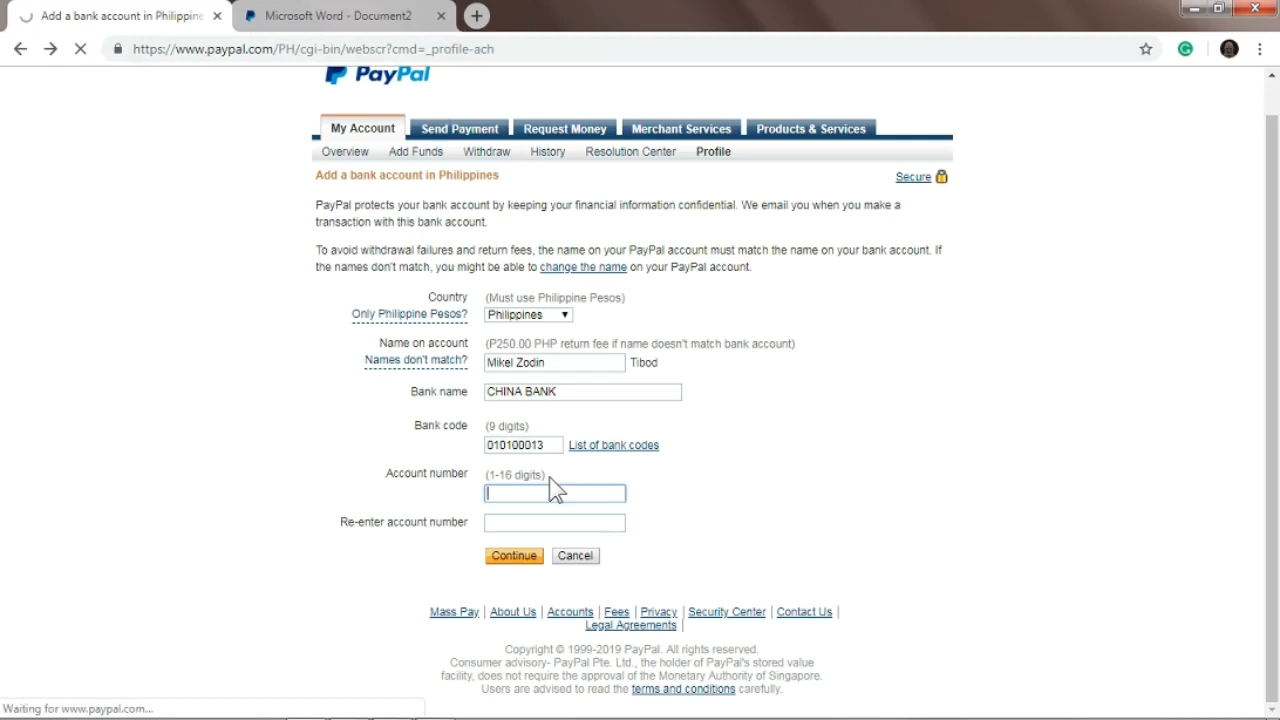 Add a bank account in Philippine
Microsoft Word - Document2
https://www.paypal.com/PH/cgi-bin/webscr?cmd=_profile-ach
PayPal
My Account Send Payment Request Money Merchant Services Products & Services
Overview Add Funds Withdraw History Resolution Center Profile
Add a bank account in Philippines
Secure
PayPal protects your bank account by keeping your financial information confidential. We email you when you make a
transaction with this bank account.
To avoid withdrawal failures and return fees, the name on your PayPal account must match the name on your bank account. If
the names don't match, you might be able to change the name on your PayPal account.
Country (Must use Philippine Pesos)
Only Philippine Pesos? Philippines
Name on account (P250.00 PHP return fee if name doesn't match bank account)
Names don't match? Mikel Zodin Tibod
Bank name CHINA BANK
Bank code (9 digits)
010100013 List of bank codes
Account number (1-16 digits)
Re-enter account number
Continue Cancel
Mass Pay | About Us | Accounts | Fees | Privacy | Security Center | Contact Us |
Legal Agreements |
Copyright © 1999-2019 PayPal. All rights reserved.
Consumer advisory- PayPal Pte. Ltd., the holder of PayPal's stored value
facility, does not require the approval of the Monetary Authority of Singapore.
Users are advised to read the terms and conditions carefully.
Waiting for www.paypal.com...